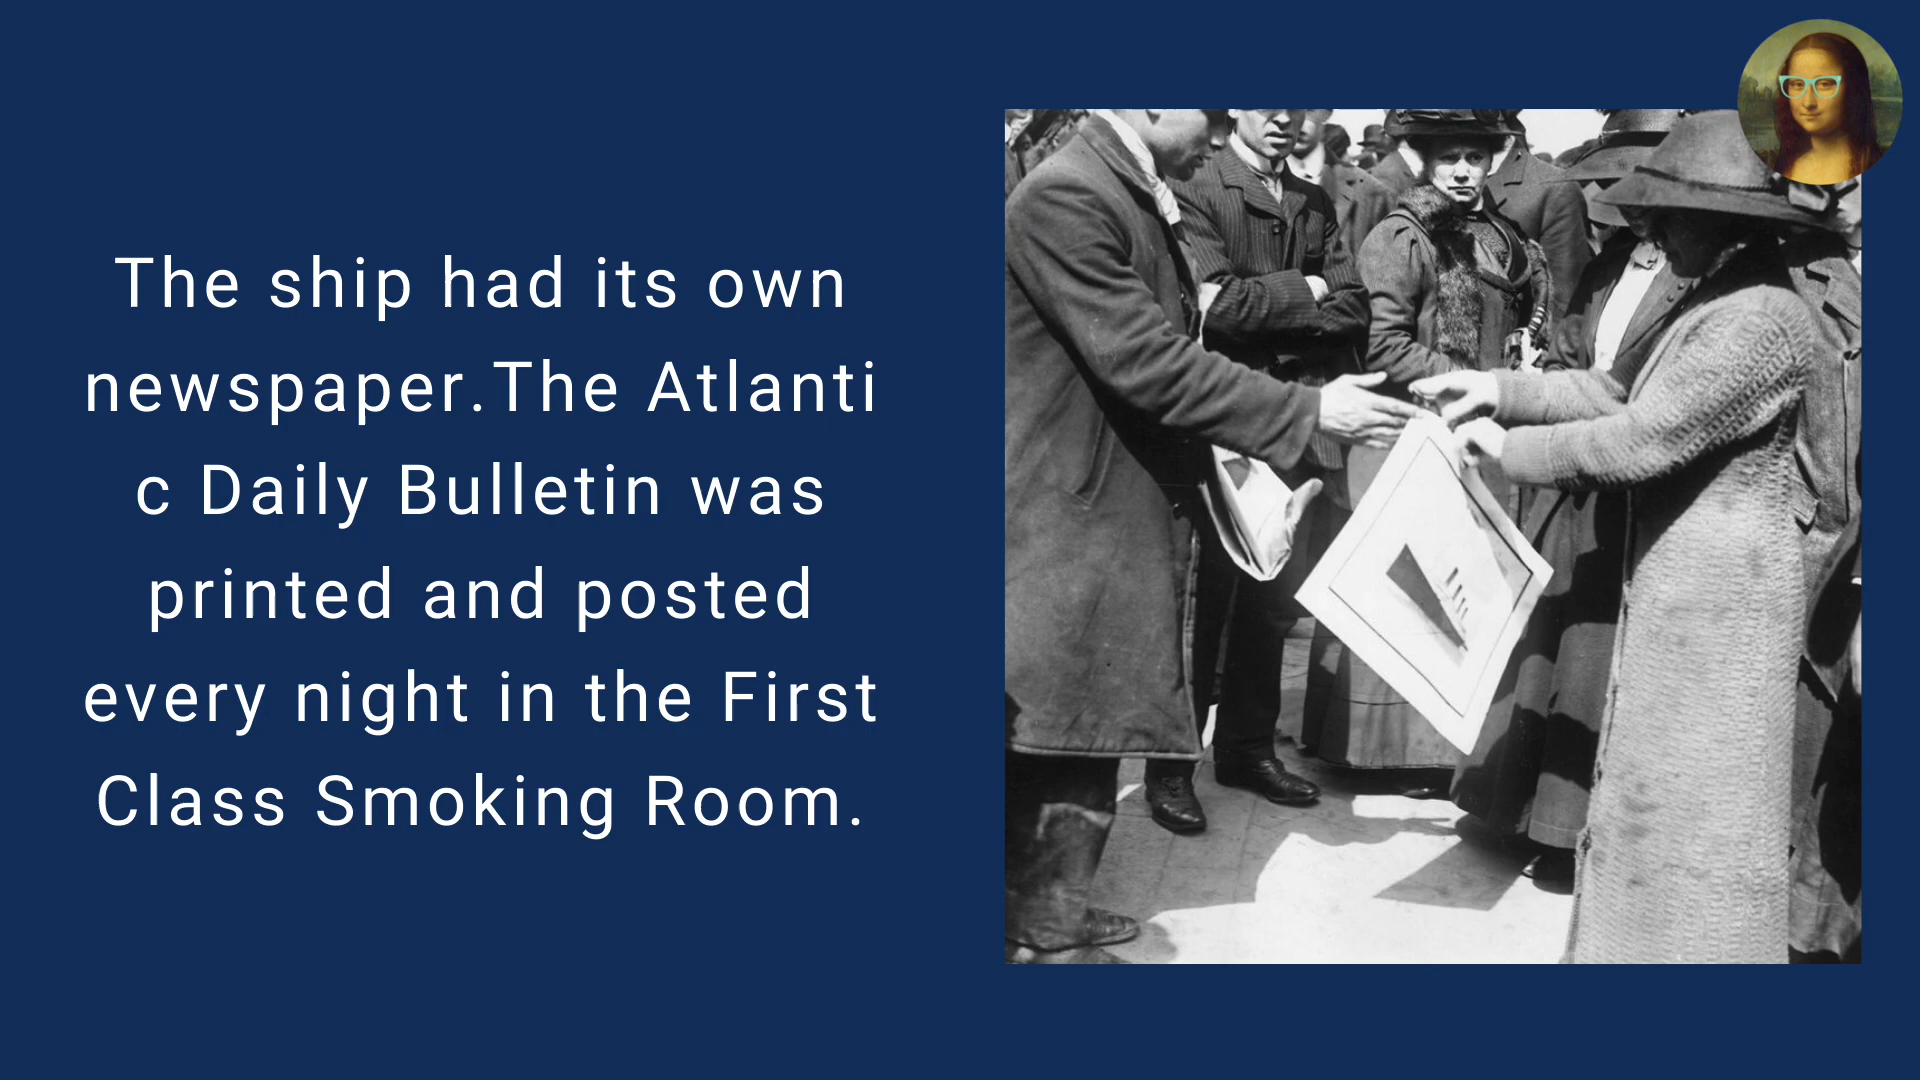 The ship had its own
newspaper.The Atlanti
c Daily Bulletin was
printed and posted
every night in the First
Class Smoking Room.